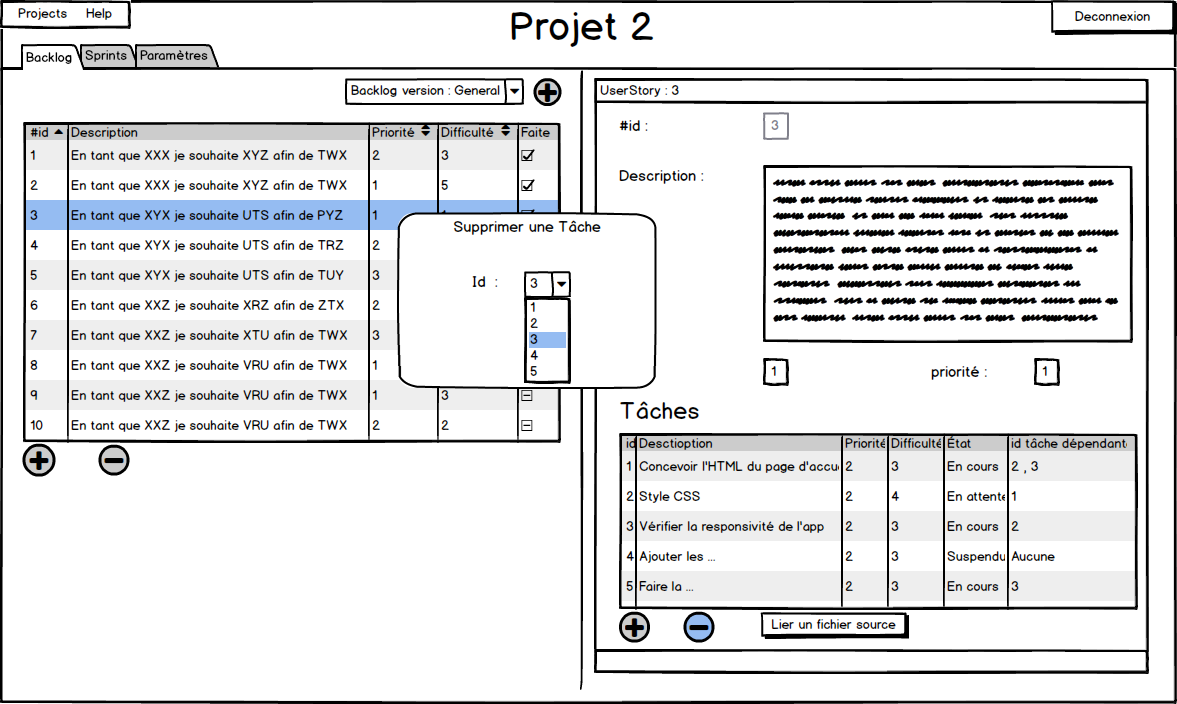 Projects Help
Projet 2
Deconnexion
Backlog Sprints Paramètres
Backlog version : General
#id Description Priorité Difficulté Faite
1 En tant que XXX je souhaite XYZ afin de TWX 2 3
2 En tant que XXX je souhaite XYZ afin de TWX 1 5
3 En tant que XYX je souhaite UTS afin de PYZ 1
4 En tant que XYX je souhaite UTS afin de TRZ 2
5 En tant que XYX je souhaite UTS afin de TUY 3
6 En tant que XXZ je souhaite XRZ afin de ZTX 2
7 En tant que XXZ je souhaite XTU afin de TWX 3
8 En tant que XXZ je souhaite VRU afin de TWX 1
9 En tant que XXZ je souhaite VRU afin de TWX 1 3
10 En tant que XXZ je souhaite VRU afin de TWX 2 2
Supprimer une Tâche
Id : 3
1
2
3
4
5
UserStory : 3
#id : 3
Description :
1 priorité : 1
Tâches
id Desctioption Priorité Difficulté État id tâche dépendant
1 Concevoir l'HTML du page d'accu 2 3 En cours 2 , 3
2 Style CSS 2 4 En attente 1
3 Vérifier la responsivité de l'app 2 3 En cours 2
4 Ajouter les ... 2 3 Suspendu Aucune
5 Faire la ... 2 3 En cours 3
Lier un fichier source